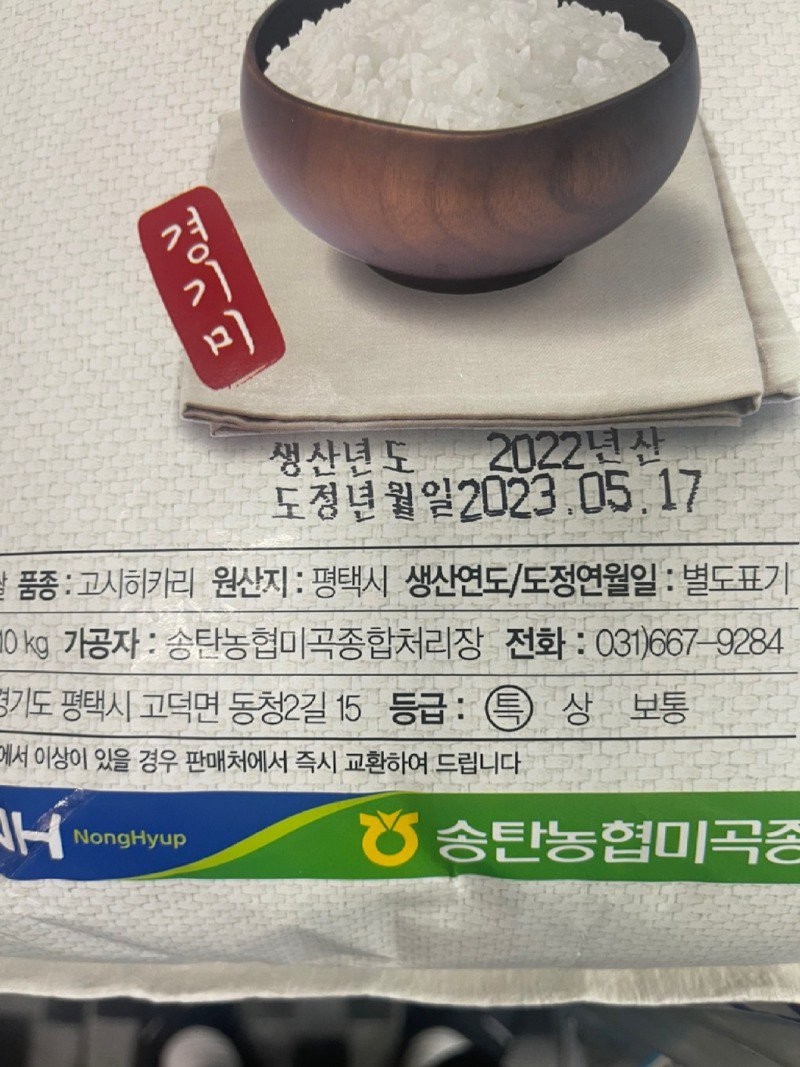 경기미
생산년도 2022년산
도정년월일2023.05.17
품종 : 고시히카리 원산지 : 평택시 생산연도/도정연월일 : 별도표기
10 kg 가공자 : 송탄농협미곡종합처리장 전화 : 031)667-9284
경기도 평택시 고덕면 동청2길 15 등급 : 특 상 보통
에서 이상이 있을 경우 판매처에서 즉시 교환하여 드립니다
NH NongHyup 송탄농협미곡종